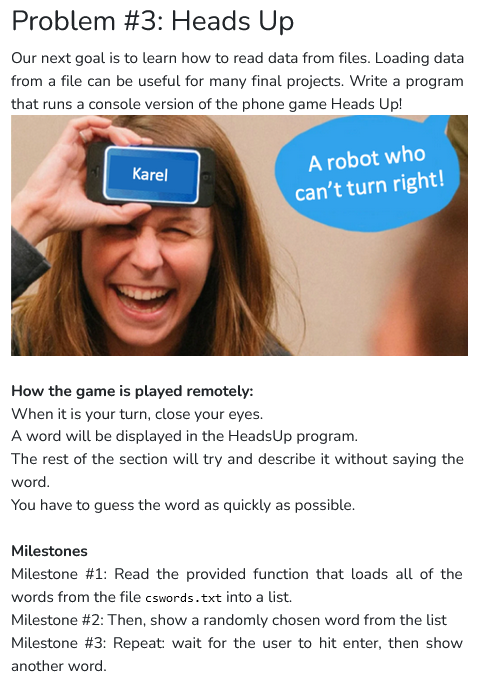 Problem #3: Heads Up
Our next goal is to learn how to read data from files. Loading data
from a file can be useful for many final projects. Write a program
that runs a console version of the phone game Heads Up!
Karel
A robot who
can't turn right!
How the game is played remotely:
When it is your turn, close your eyes.
A word will be displayed in the HeadsUp program.
The rest of the section will try and describe it without saying the
word.
You have to guess the word as quickly as possible.
Milestones
Milestone #1: Read the provided function that loads all of the
words from the file cswords.txt into a list.
Milestone #2: Then, show a randomly chosen word from the list
Milestone #3: Repeat: wait for the user to hit enter, then show
another word.